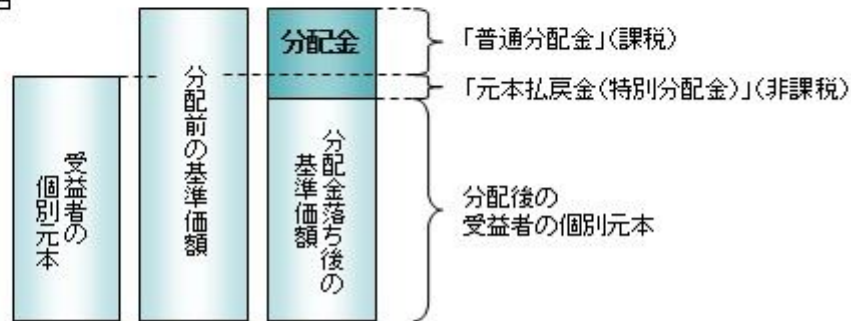 受益者の
個別元本
分配前の基準価額
分配金
分配金落ち後の
基準価額
「普通分配金」(課税)
「元本払戻金(特別分配金)」(非課税)
分配後の
受益者の個別元本